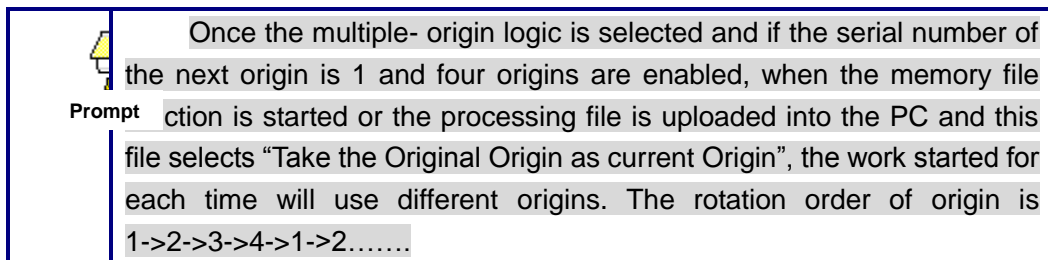 Once the multiple- origin logic is selected and if the serial number of
the next origin is 1 and four origins are enabled, when the memory file
Prompt ction is started or the processing file is uploaded into the PC and this
file selects “Take the Original Origin as current Origin”, the work started for
each time will use different origins. The rotation order of origin is
1->2->3->4->1->2…….